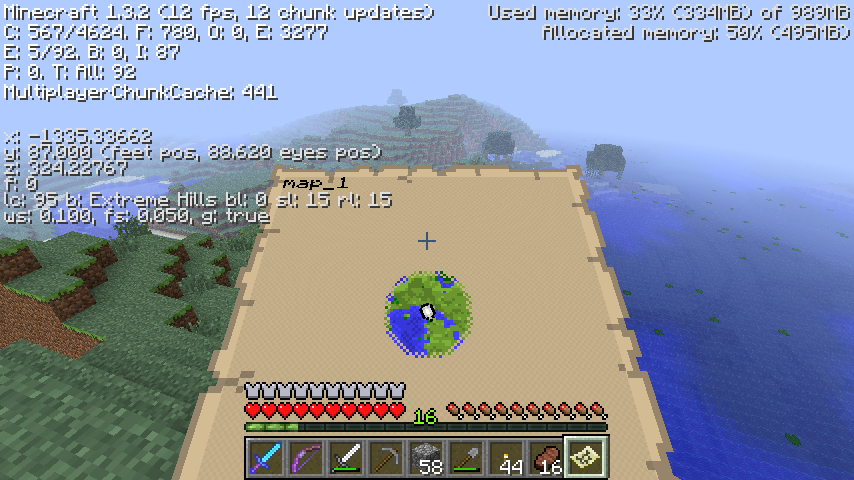 Minecraft 1.3.2 (12 fps, 12 chunk updates)
C: 567/4624, F: 780, O: 0, E: 3277
E: 5/92, B: 0, I: 87
P: 0, T: All: 92
MultiplayerChunkCache: 441
x: -1335.33662
y: 87.000 (feet pos, 88.620 eyes pos)
z: 324.22767
f: 0
lc: 95 b: Extreme Hills bl: 0 sl: 15 rl: 15
ws: 0.100, fs: 0.050, g: true
Used memory: 33% (334MB) of 989MB
Allocated memory: 50% (495MB)
map_1
16
58
44
16